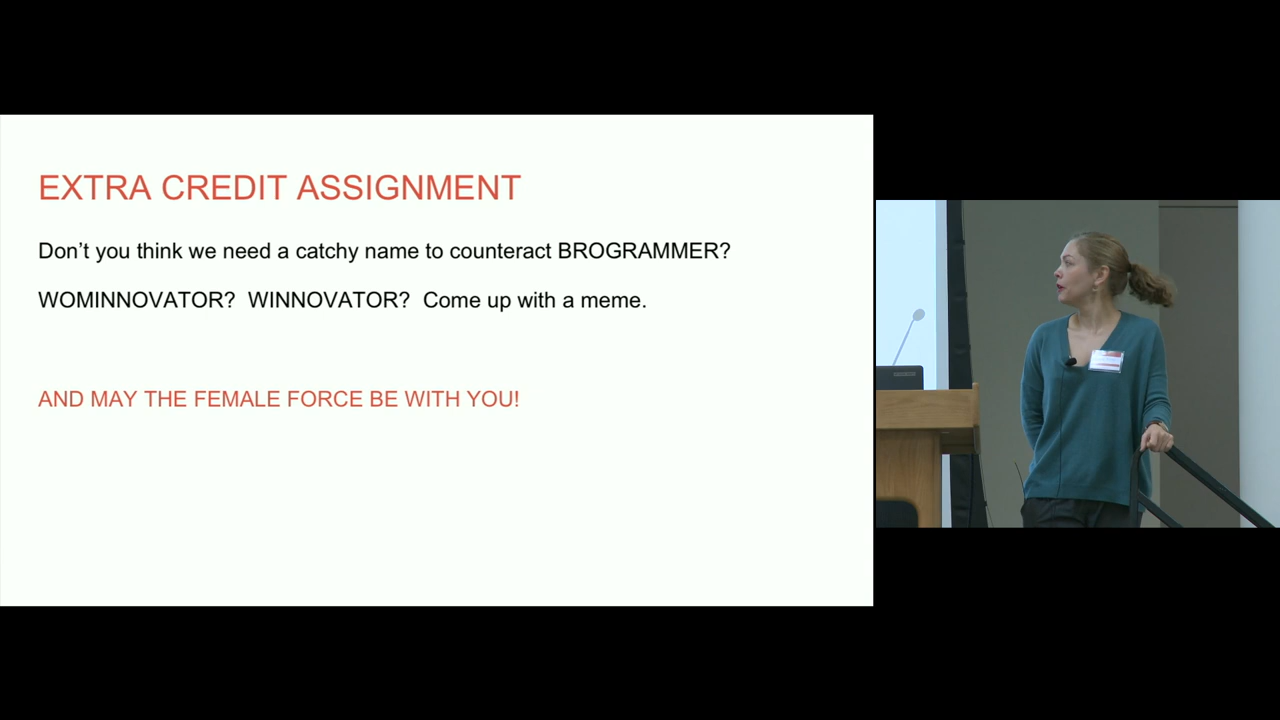 EXTRA CREDIT ASSIGNMENT
Don’t you think we need a catchy name to counteract BROGRAMMER?
WOMINNOVATOR?  WINNOVATOR?  Come up with a meme.
AND MAY THE FEMALE FORCE BE WITH YOU!